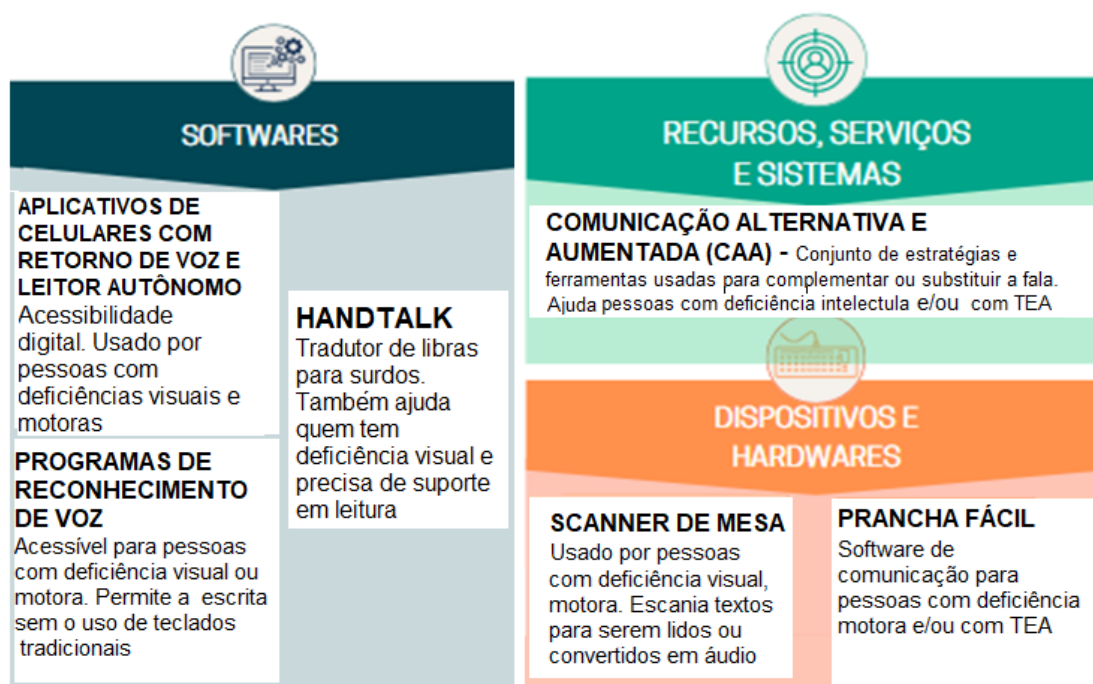 SOFTWARES
APLICATIVOS DE
CELULARES COM
RETORNO DE VOZ E
LEITOR AUTÔNOMO
Acessibilidade
digital. Usado por
pessoas com
deficiências visuais e
motoras
PROGRAMAS DE
RECONHECIMENTO
DE VOZ
Acessível para pessoas
com deficiência visual ou
motora. Permite a escrita
sem o uso de teclados
tradicionais
HANDTALK
Tradutor de libras
para surdos.
Também ajuda
quem tem
deficiência visual e
precisa de suporte
em leitura
RECURSOS, SERVIÇOS
E SISTEMAS
COMUNICAÇÃO ALTERNATIVA E
AUMENTADA (CAA) - Conjunto de estratégias e
ferramentas usadas para complementar ou substituir a fala.
Ajuda pessoas com deficiência intelectula e/ou com TEA
DISPOSITIVOS E
HARDWARES
SCANNER DE MESA
Usado por pessoas
com deficiência visual,
motora. Escania textos
para serem lidos ou
convertidos em áudio
PRANCHA FÁCIL
Software de
comunicação para
pessoas com deficiência
motora e/ou com TEA